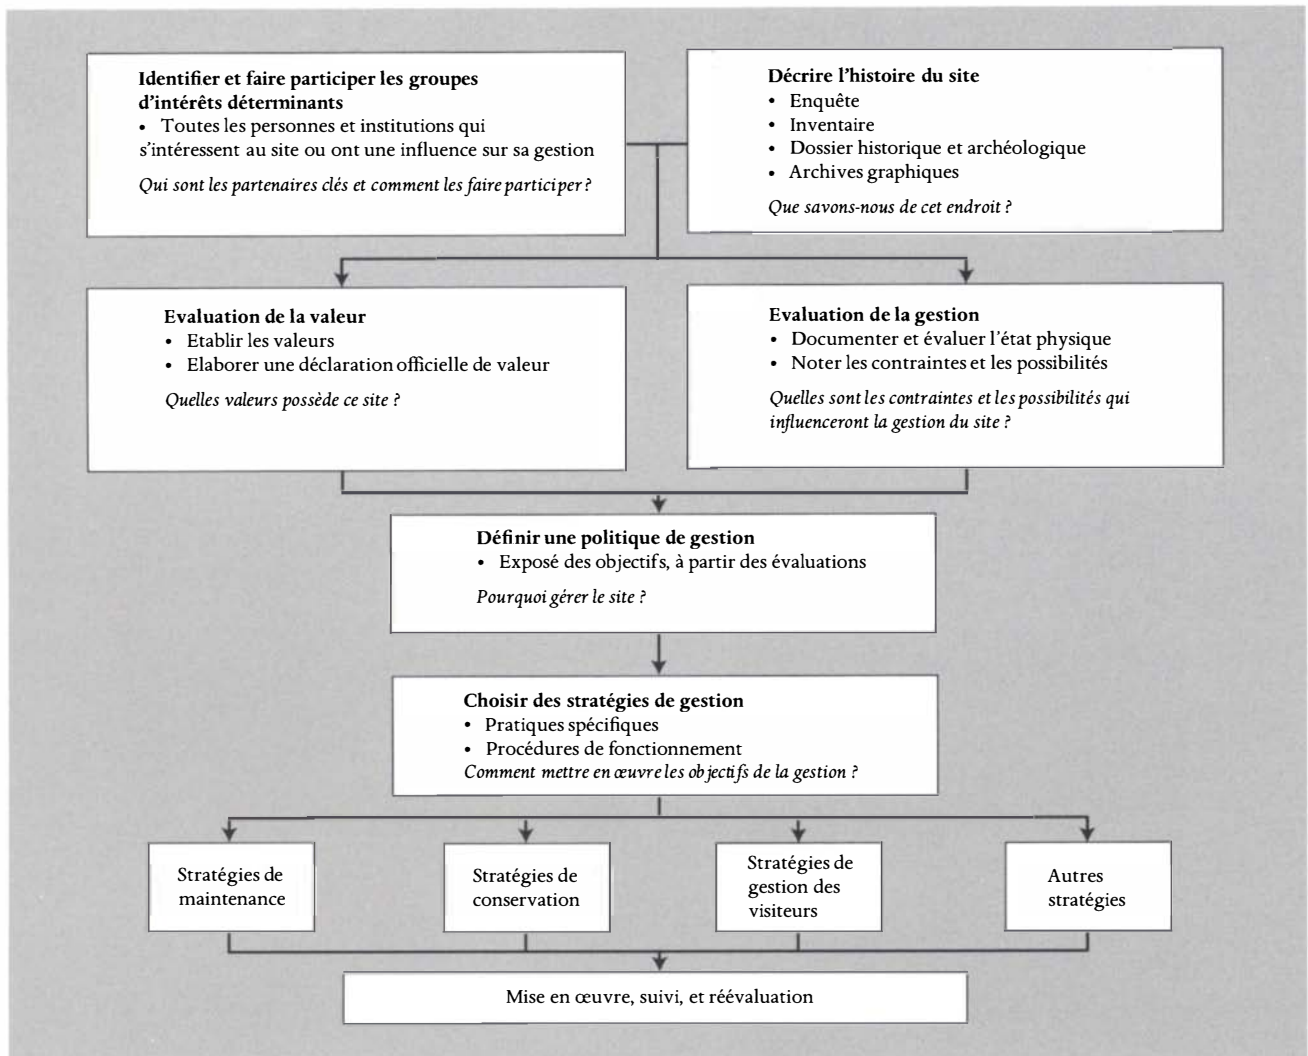 Identifier et faire participer les groupes
d'intérêts déterminants
• Toutes les personnes et institutions qui
s'intéressent au site ou ont une influence sur sa gestion
Qui sont les partenaires clés et comment les faire participer ?
Décrire l'histoire du site
• Enquête
• Inventaire
• Dossier historique et archéologique
• Archives graphiques
Que savons-nous de cet endroit ?
Evaluation de la valeur
• Etablir les valeurs
• Elaborer une déclaration officielle de valeur
Quelles valeurs possède ce site ?
Evaluation de la gestion
• Documenter et évaluer l'état physique
• Noter les contraintes et les possibilités
Quelles sont les contraintes et les possibilités qui
influenceront la gestion du site ?
Définir une politique de gestion
• Exposé des objectifs, à partir des évaluations
Pourquoi gérer le site ?
Choisir des stratégies de gestion
• Pratiques spécifiques
• Procédures de fonctionnement
Comment mettre en œuvre les objectifs de la gestion ?
Stratégies de
maintenance
Stratégies de
conservation
Stratégies de
gestion des
visiteurs
Autres
stratégies
Mise en œuvre, suivi, et réévaluation